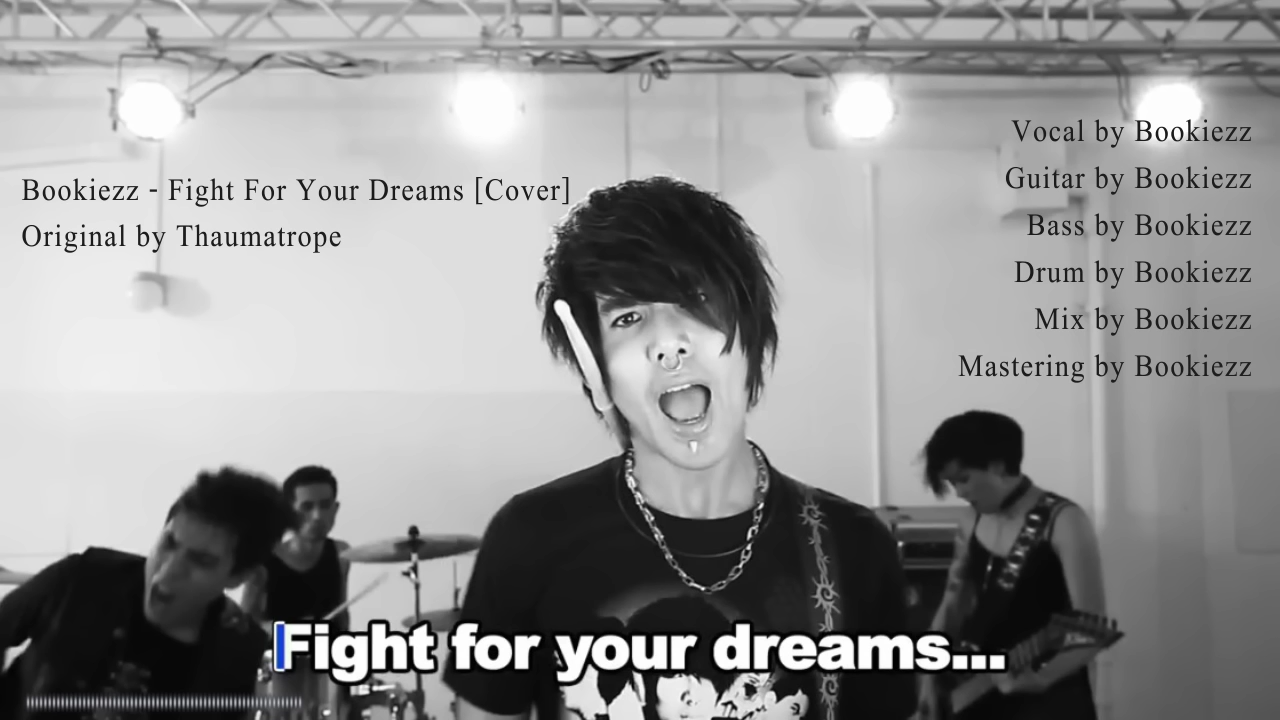 Vocal by Bookiezz
Guitar by Bookiezz
Bookiezz - Fight For Your Dreams [Cover]
Bass by Bookiezz
Original by Thaumatrope
Drum by Bookiezz
Mix by Bookiezz
Mastering by Bookiezz
Fight for your dreams...